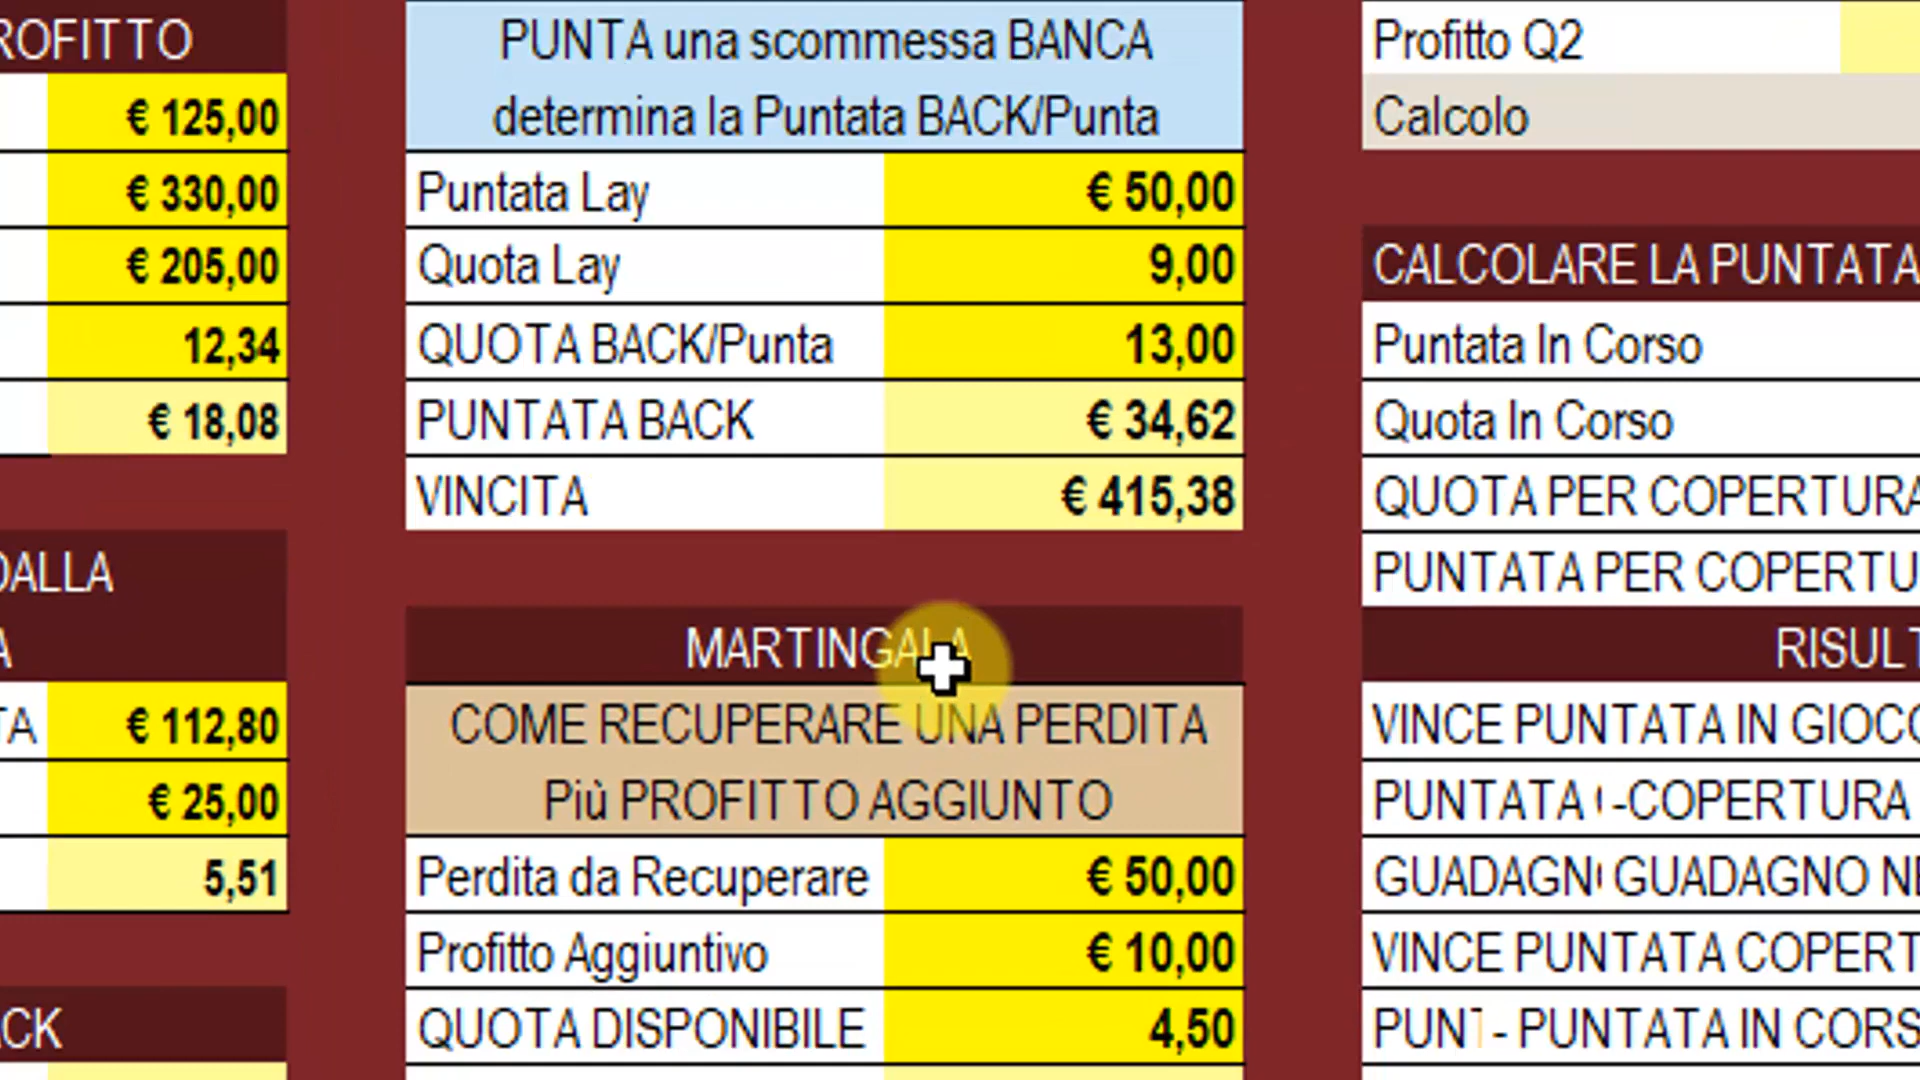 PROFITTO
€ 125,00
€ 330,00
€ 205,00
12,34
€ 18,08
DALLA
€ 112,80
€ 25,00
5,51
PUNTA una scommessa BANCA
determina la Puntata BACK/Punta
Puntata Lay € 50,00
Quota Lay 9,00
QUOTA BACK/Punta 13,00
PUNTATA BACK € 34,62
VINCITA € 415,38
MARTINGALA
COME RECUPERARE UNA PERDITA
Più PROFITTO AGGIUNTO
Perdita da Recuperare € 50,00
Profitto Aggiuntivo € 10,00
QUOTA DISPONIBILE 4,50
Profitto Q2
Calcolo
CALCOLARE LA PUNTATA
Puntata In Corso
Quota In Corso
QUOTA PER COPERTURA
PUNTATA PER COPERTU
RISULT
VINCE PUNTATA IN GIOCO
PUNTATA -COPERTURA
GUADAGN GUADAGNO NE
VINCE PUNTATA COPERT
PUNT - PUNTATA IN CORS